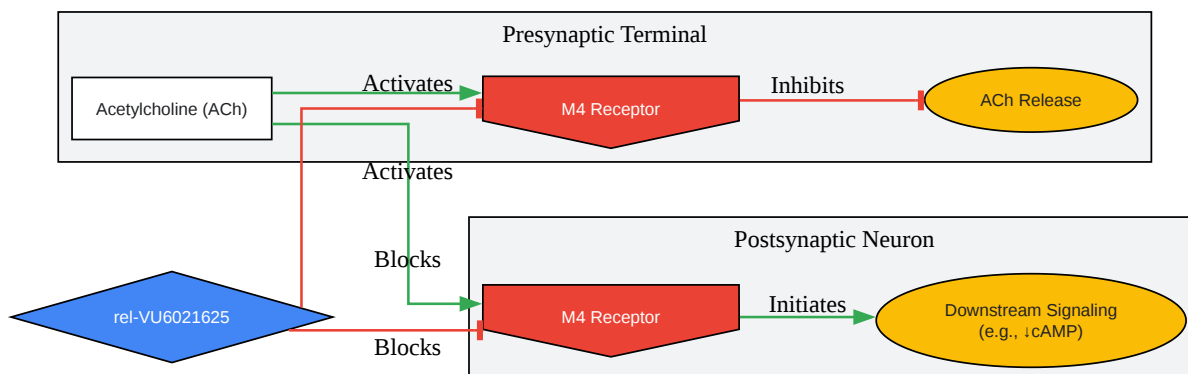 Presynaptic Terminal
Acetylcholine (ACh)
Activates
M4 Receptor
Inhibits
ACh Release
Activates
Postsynaptic Neuron
Blocks
rel-VU6021625
Blocks
M4 Receptor
Initiates
Downstream Signaling
(e.g., ↓cAMP)